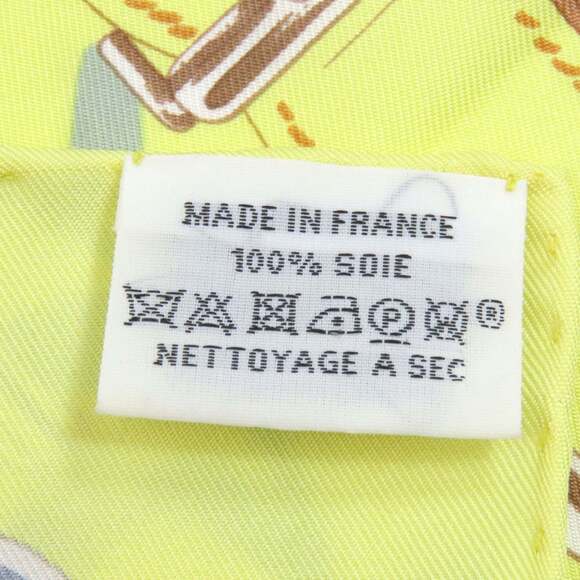 MADE IN FRANCE
100% SOIE
P ®
NETTOYAGE A SEC